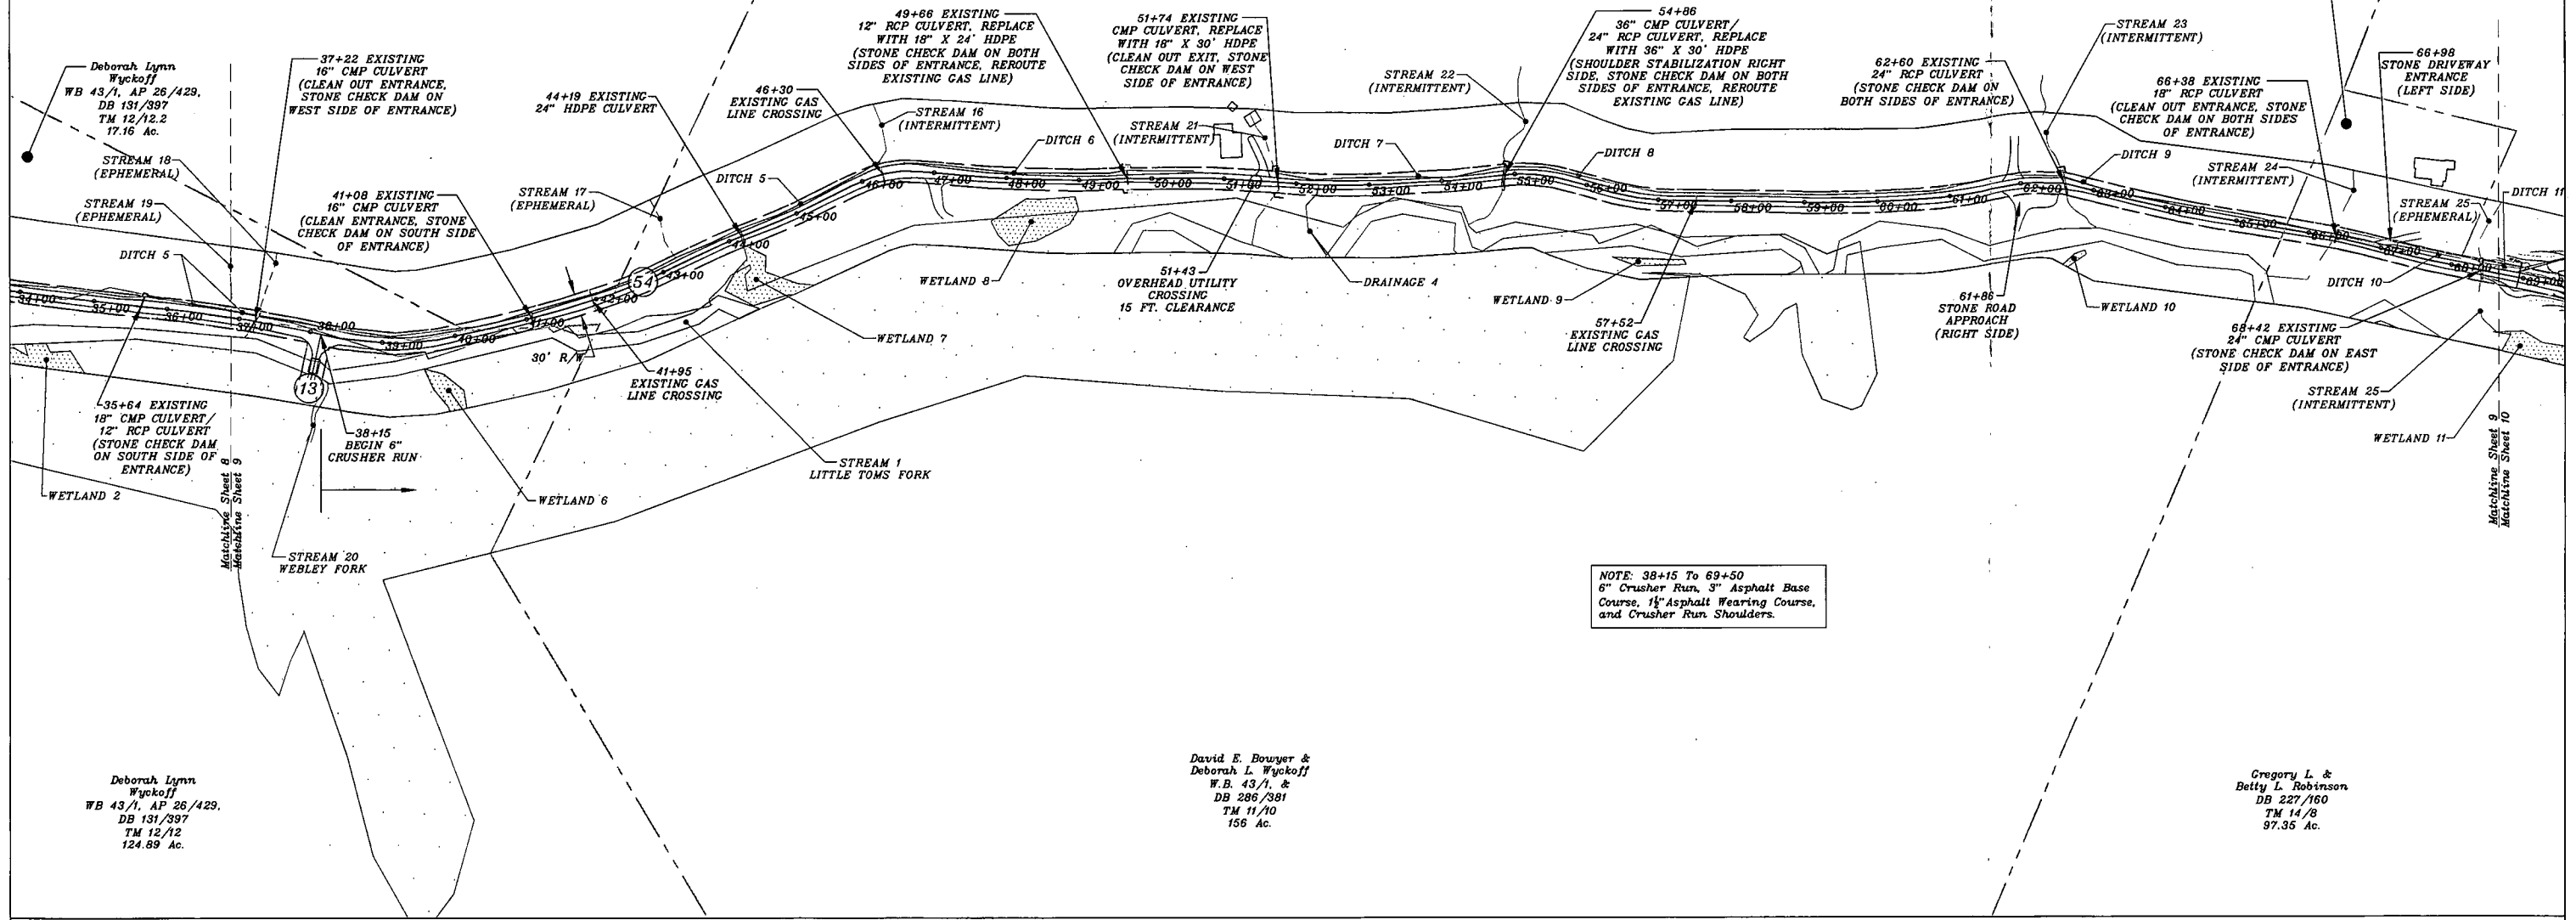 Deborah Lynn
Wyckoff
WB 43/1, AP 26/429,
DB 131/397
TM 12/12.2
17.16 Ac.
STREAM 18
(EPHEMERAL)
STREAM 19
(EPHEMERAL)
DITCH 5
37+22 EXISTING
16" CMP CULVERT
(CLEAN OUT ENTRANCE,
STONE CHECK DAM ON
WEST SIDE OF ENTRANCE)
41+08 EXISTING
16" CMP CULVERT
(CLEAN ENTRANCE, STONE
CHECK DAM ON SOUTH SIDE
OF ENTRANCE)
44+19 EXISTING
24" HDPE CULVERT
STREAM 17
(EPHEMERAL)
46+30
EXISTING GAS
LINE CROSSING
DITCH 5
49+66 EXISTING
12" RCP CULVERT, REPLACE
WITH 18" X 24' HDPE
(STONE CHECK DAM ON BOTH
SIDES OF ENTRANCE, REROUTE
EXISTING GAS LINE)
STREAM 16
(INTERMITTENT)
DITCH 6
51+74 EXISTING
CMP CULVERT, REPLACE
WITH 18" X 30' HDPE
(CLEAN OUT EXIT, STONE
CHECK DAM ON WEST
SIDE OF ENTRANCE)
STREAM 21
(INTERMITTENT)
STREAM 22
(INTERMITTENT)
DITCH 7
54+86
36" CMP CULVERT/
24" RCP CULVERT, REPLACE
WITH 36" X 30' HDPE
(SHOULDER STABILIZATION RIGHT
SIDE, STONE CHECK DAM ON BOTH
SIDES OF ENTRANCE, REROUTE
EXISTING GAS LINE)
DITCH 8
62+60 EXISTING
24" RCP CULVERT
(STONE CHECK DAM ON
BOTH SIDES OF ENTRANCE)
STREAM 23
(INTERMITTENT)
DITCH 9
66+38 EXISTING
18" RCP CULVERT
(CLEAN OUT ENTRANCE, STONE
CHECK DAM ON BOTH SIDES
OF ENTRANCE)
66+98
STONE DRIVEWAY
ENTRANCE
(LEFT SIDE)
STREAM 24
(INTERMITTENT)
STREAM 25
(EPHEMERAL)
DITCH 11
34+00
35+00
36+00
37+00
38+00
39+00
40+00
41+00
42+00
43+00
44+00
45+00
46+00
47+00
48+00
49+00
50+00
51+00
52+00
53+00
54+00
55+00
56+00
57+00
58+00
59+00
60+00
61+00
62+00
63+00
64+00
65+00
66+00
67+00
68+00
69+00
54
13
30' R/W
35+64 EXISTING
18" CMP CULVERT/
12" RCP CULVERT
(STONE CHECK DAM
ON SOUTH SIDE OF
ENTRANCE)
WETLAND 2
Matchline Sheet 8
Matchline Sheet 9
38+15
BEGIN 6"
CRUSHER RUN
STREAM 20
WEBLEY FORK
WETLAND 6
41+95
EXISTING GAS
LINE CROSSING
STREAM 1
LITTLE TOMS FORK
WETLAND 7
WETLAND 8
51+43
OVERHEAD UTILITY
CROSSING
15 FT. CLEARANCE
DRAINAGE 4
WETLAND 9
57+52
EXISTING GAS
LINE CROSSING
61+86
STONE ROAD
APPROACH
(RIGHT SIDE)
WETLAND 10
DITCH 10
68+42 EXISTING
24" CMP CULVERT
(STONE CHECK DAM ON EAST
SIDE OF ENTRANCE)
STREAM 25
(INTERMITTENT)
WETLAND 11
Matchline Sheet 9
Matchline Sheet 10
NOTE: 38+15 To 69+50
6" Crusher Run, 3" Asphalt Base
Course, 1½" Asphalt Wearing Course,
and Crusher Run Shoulders.
Deborah Lynn
Wyckoff
WB 43/1, AP 26/429,
DB 131/397
TM 12/12
124.89 Ac.
David E. Bowyer &
Deborah L. Wyckoff
W.B. 43/1, &
DB 286/381
TM 11/10
156 Ac.
Gregory L. &
Betty L. Robinson
DB 227/160
TM 14/8
97.35 Ac.